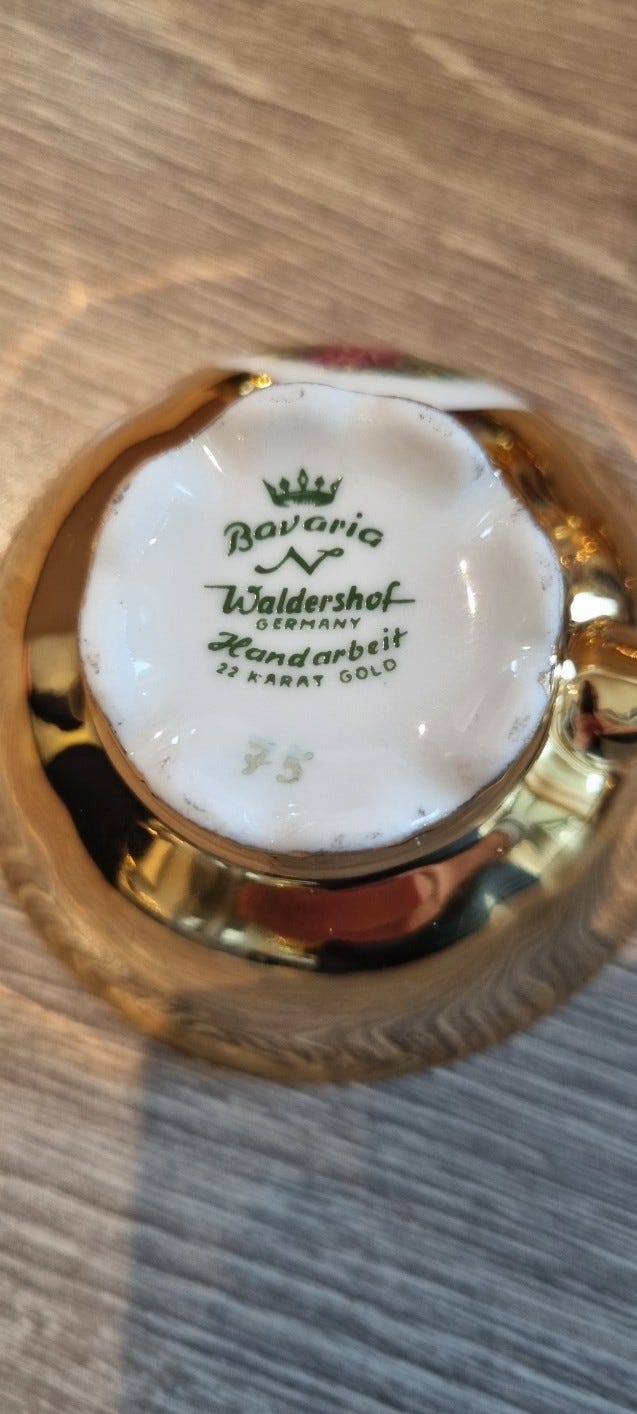 Bavaria
N
Waldershof
GERMANY
Handarbeit
22 KARAT GOLD
75